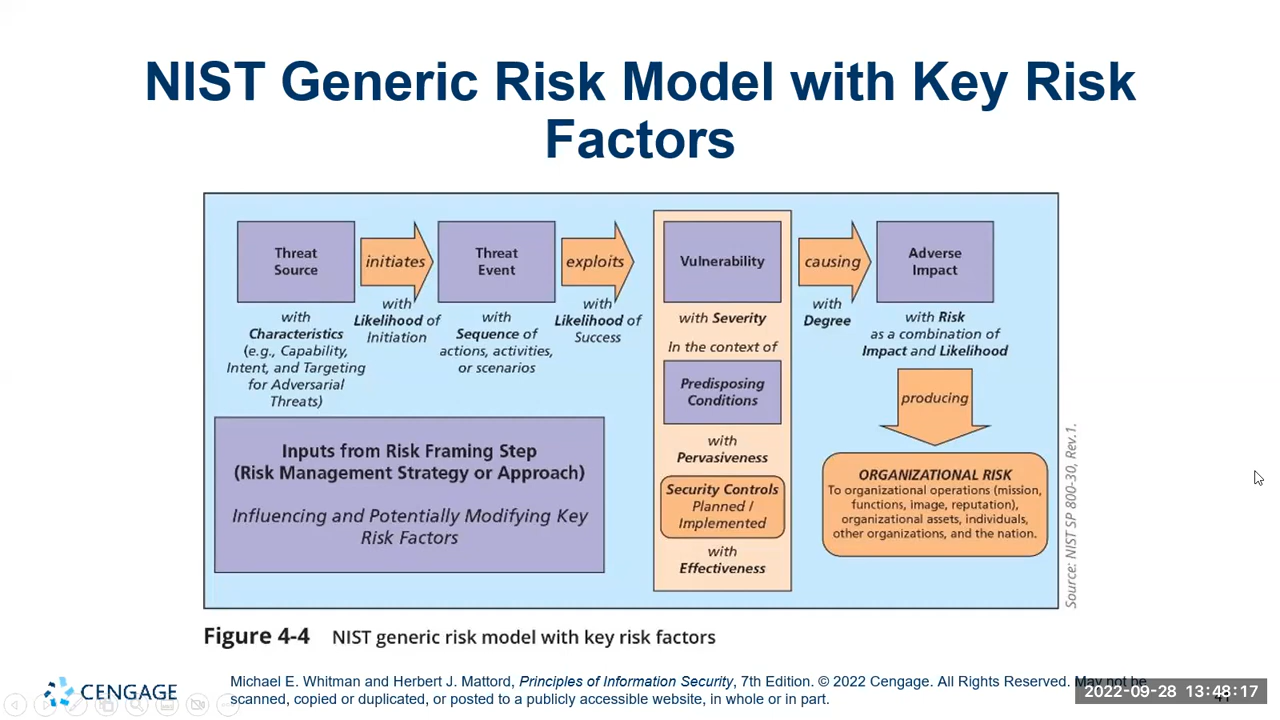 NIST Generic Risk Model with Key Risk
Factors
Threat
Source
initiates
Threat
Event
exploits
Vulnerability
causing
Adverse
Impact
with
Characteristics
(e.g., Capability,
Intent, and Targeting
for Adversarial
Threats)
with
Likelihood of
Initiation
with
Sequence of
actions, activities,
or scenarios
with
Likelihood of
Success
with Severity
In the context of
Predisposing
Conditions
with
Pervasiveness
Security Controls
Planned /
Implemented
with
Effectiveness
with
Degree
with Risk
as a combination of
Impact and Likelihood
producing
ORGANIZATIONAL RISK
To organizational operations (mission,
functions, image, reputation),
organizational assets, individuals,
other organizations, and the nation.
Inputs from Risk Framing Step
(Risk Management Strategy or Approach)
Influencing and Potentially Modifying Key
Risk Factors
Source: NIST SP 800-30, Rev.1.
Figure 4-4 NIST generic risk model with key risk factors
CENGAGE
Michael E. Whitman and Herbert J. Mattord, Principles of Information Security, 7th Edition. © 2022 Cengage. All Rights Reserved. May not be
scanned, copied or duplicated, or posted to a publicly accessible website, in whole or in part.
2022-09-28 13:48:17